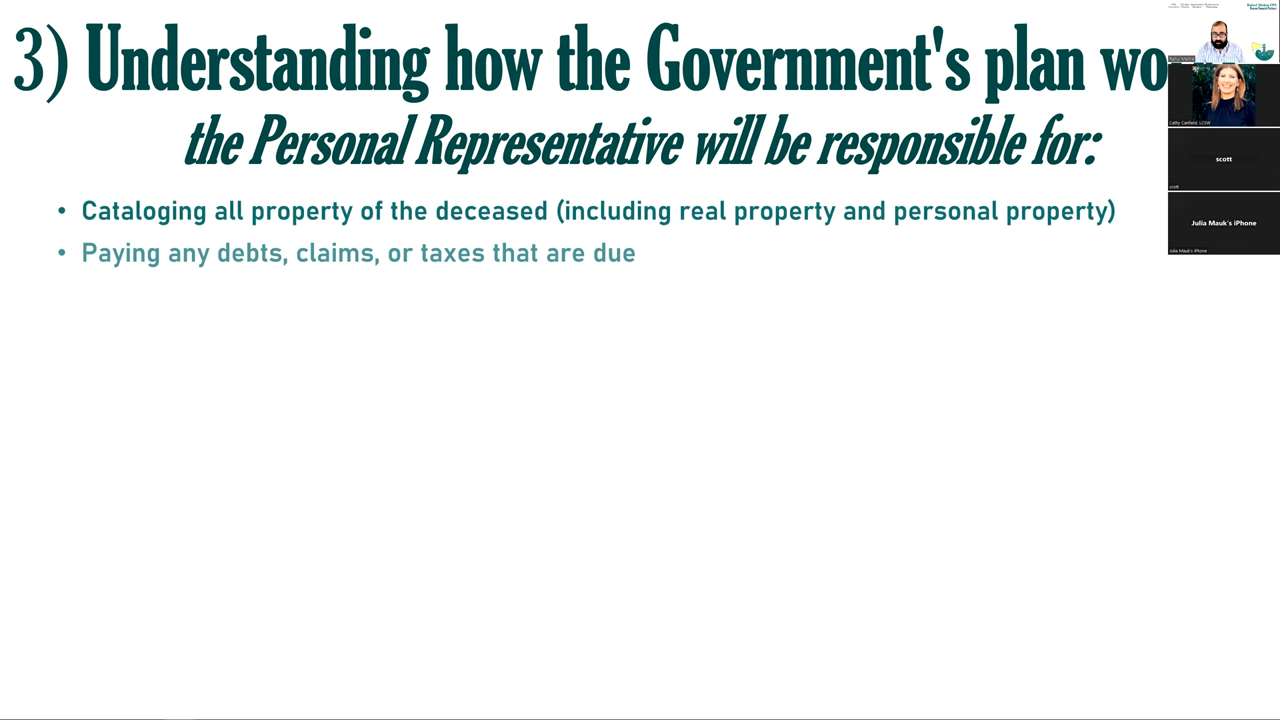 3) Understanding how the Government's plan wo
the Personal Representative will be responsible for:
• Cataloging all property of the deceased (including real property and personal property)
• Paying any debts, claims, or taxes that are due
Cathy Canfield, LCSW
scott
scott
Julia Mauk's iPhone
Julia Mauk's iPhone